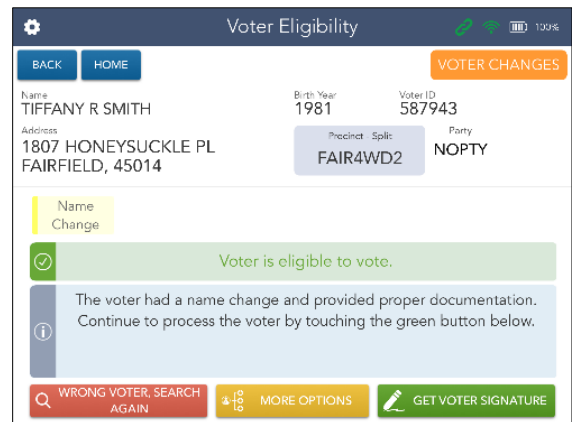 Voter Eligibility
100%
BACK
HOME
VOTER CHANGES
Name
TIFFANY R SMITH
Birth Year
1981
Voter ID
587943
Address
1807 HONEYSUCKLE PL
FAIRFIELD, 45014
Precinct - Split
FAIR4WD2
Party
NOPTY
Name
Change
Voter is eligible to vote.
The voter had a name change and provided proper documentation.
Continue to process the voter by touching the green button below.
WRONG VOTER, SEARCH
AGAIN
MORE OPTIONS
GET VOTER SIGNATURE